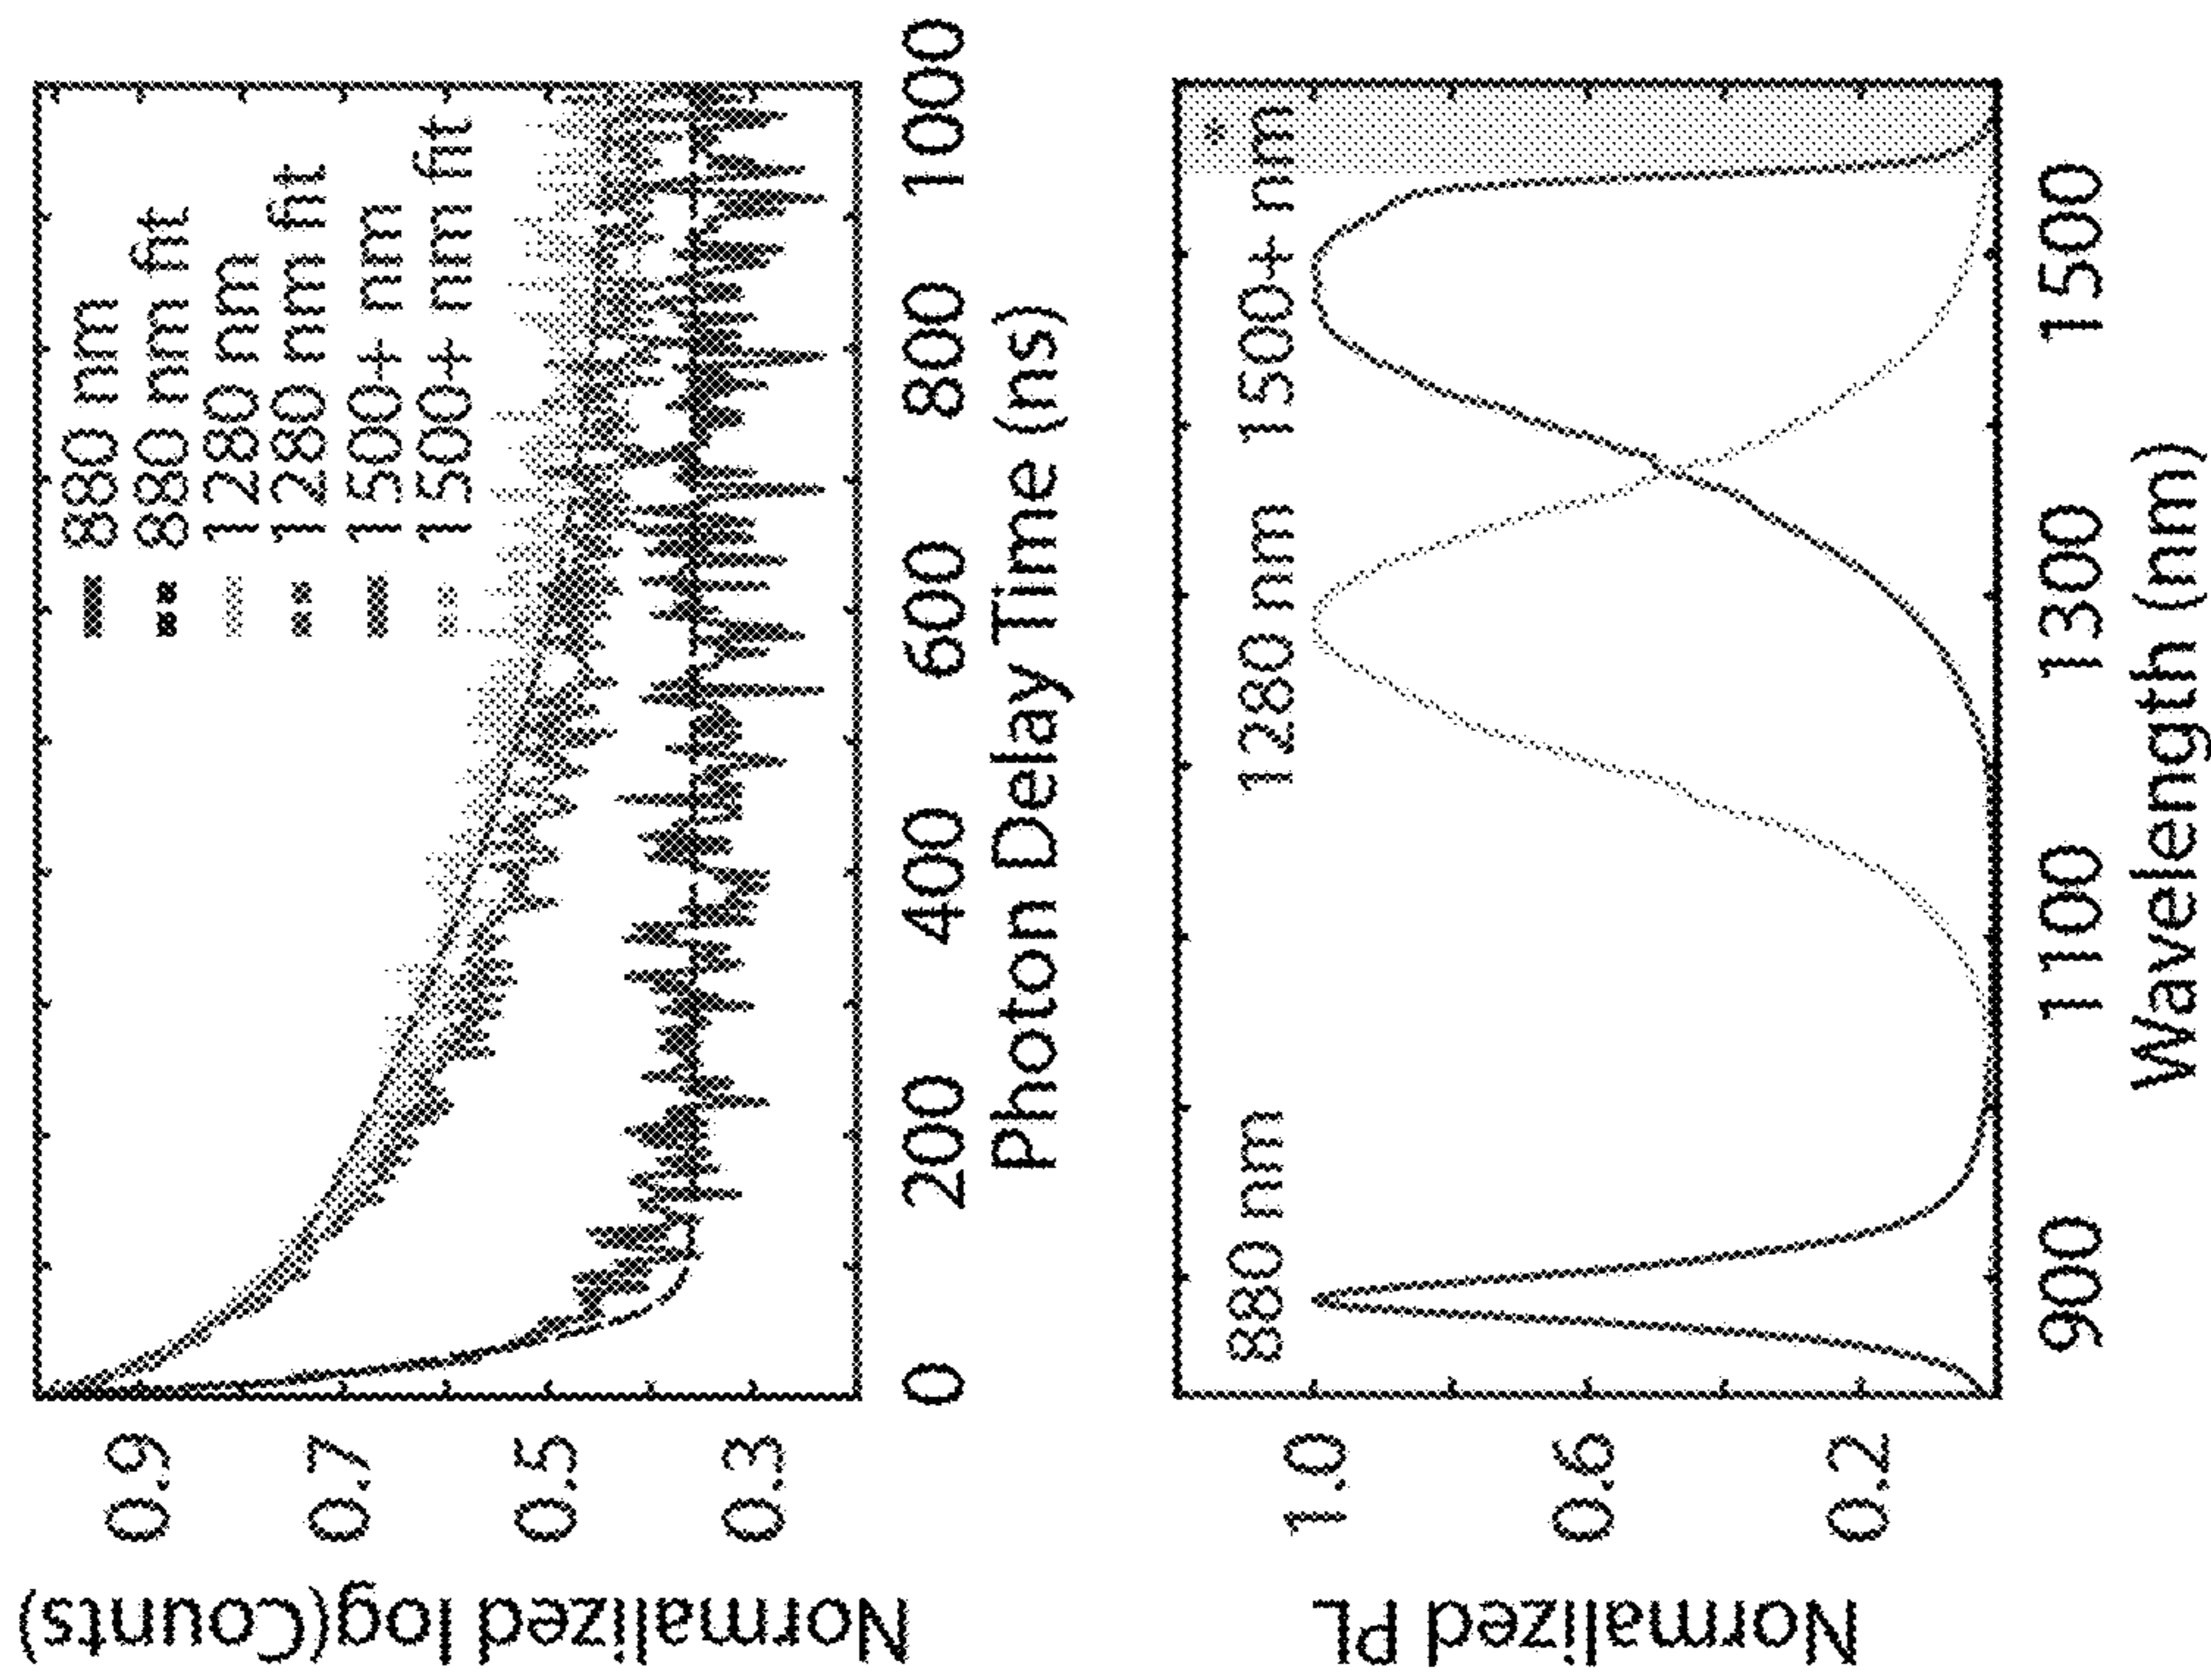 Normalized log(Counts)
0.9
0.7
0.5
0.3
880 nm
880 nm fit
1280 nm
1280 nm fit
1500+ nm
1500+ nm fit
0 200 400 600 800 1000
Photon Delay Time (ns)
Normalized PL
1.0
0.6
0.2
880 nm 1280 nm 1500+ nm
*
900 1100 1300 1500
Wavelength (nm)